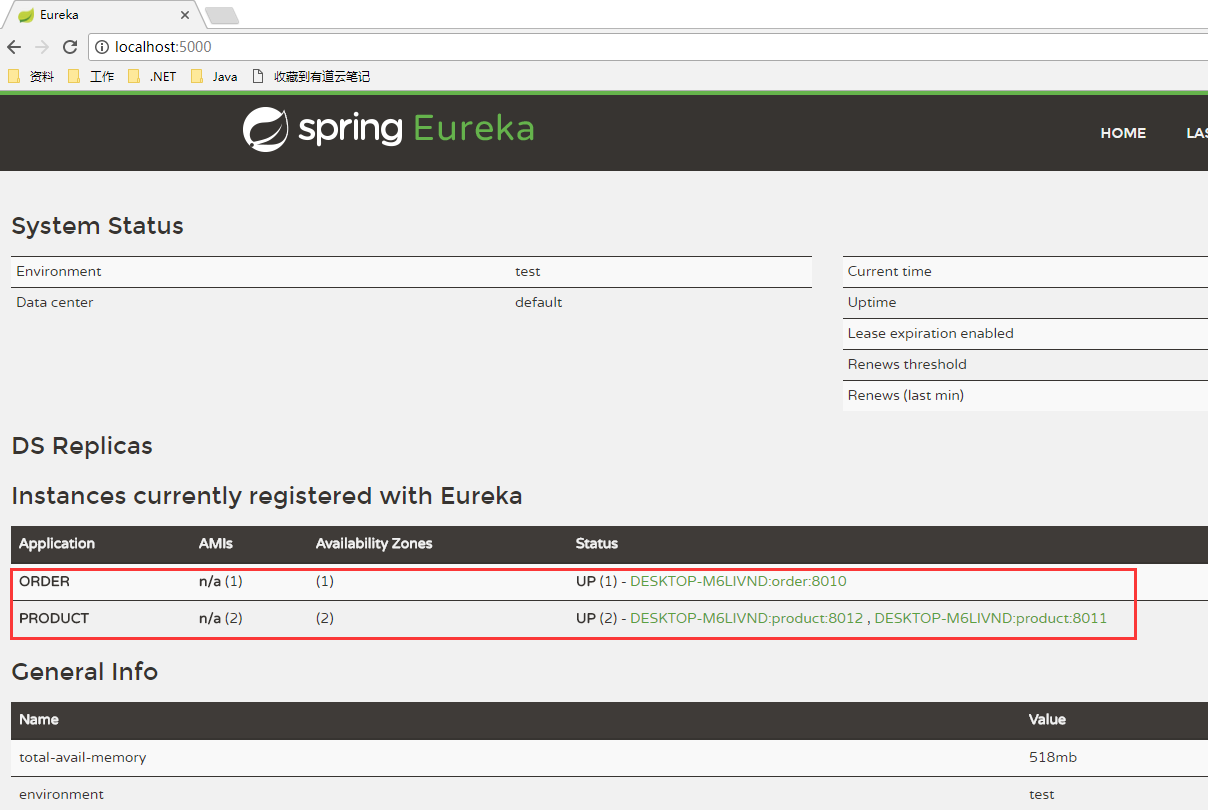 Eureka
localhost:5000
资料 工作 .NET Java 收藏到有道云笔记
spring Eureka HOME LAS
System Status
Environment test Current time
Data center default Uptime
Lease expiration enabled
Renews threshold
Renews (last min)
DS Replicas
Instances currently registered with Eureka
Application AMIs Availability Zones Status
ORDER n/a (1) (1) UP (1) - DESKTOP-M6LIVND:order:8010
PRODUCT n/a (2) (2) UP (2) - DESKTOP-M6LIVND:product:8012 , DESKTOP-M6LIVND:product:8011
General Info
Name Value
total-avail-memory 518mb
environment test